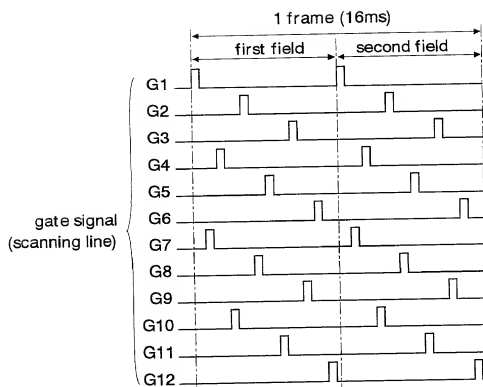 1 frame (16ms)
first field
second field
G1
G2
G3
G4
G5
G6
gate signal
(scanning line)
G7
G8
G9
G10
G11
G12